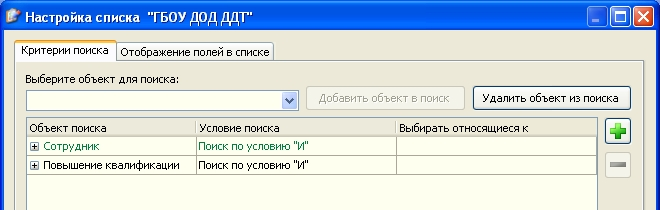 Настройка списка "ГБОУ ДОД ДДТ"
Критерии поиска Отображение полей в списке
Выберите объект для поиска:
Добавить объект в поиск Удалить объект из поиска
Объект поиска Условие поиска Выбирать относящиеся к
Сотрудник Поиск по условию "И"
Повышение квалификации Поиск по условию "И"